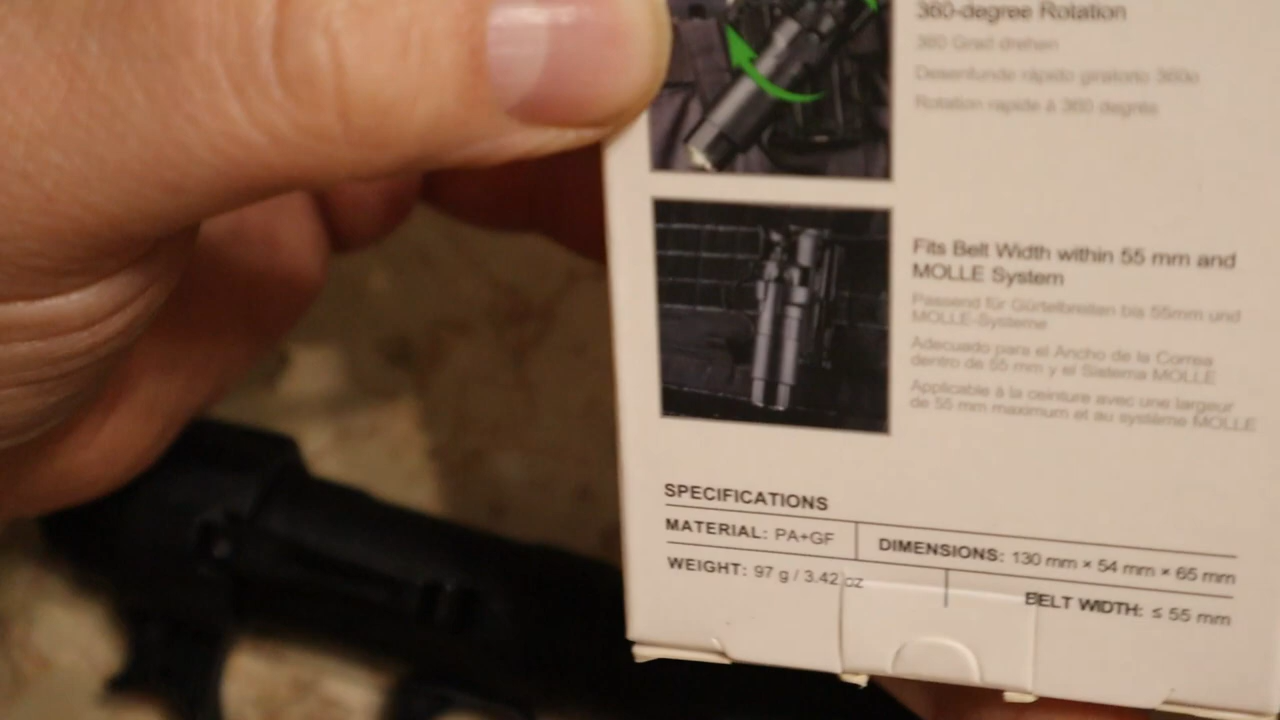 360-degree Rotation
360 Grad drehen
Desenfunde rápido giratorio 360o
Rotation rapide à 360 degrés
Fits Belt Width within 55 mm and
MOLLE System
Passend für Gürtelbreiten bis 55mm und
MOLLE-Systeme
Adecuado para el Ancho de la Correa
dentro de 55 mm y el Sistema MOLLE
Applicable à la ceinture avec une largeur
de 55 mm maximum et au système MOLLE
SPECIFICATIONS
MATERIAL: PA+GF
DIMENSIONS: 130 mm × 54 mm × 65 mm
WEIGHT: 97 g / 3.42 oz
BELT WIDTH: ≤ 55 mm